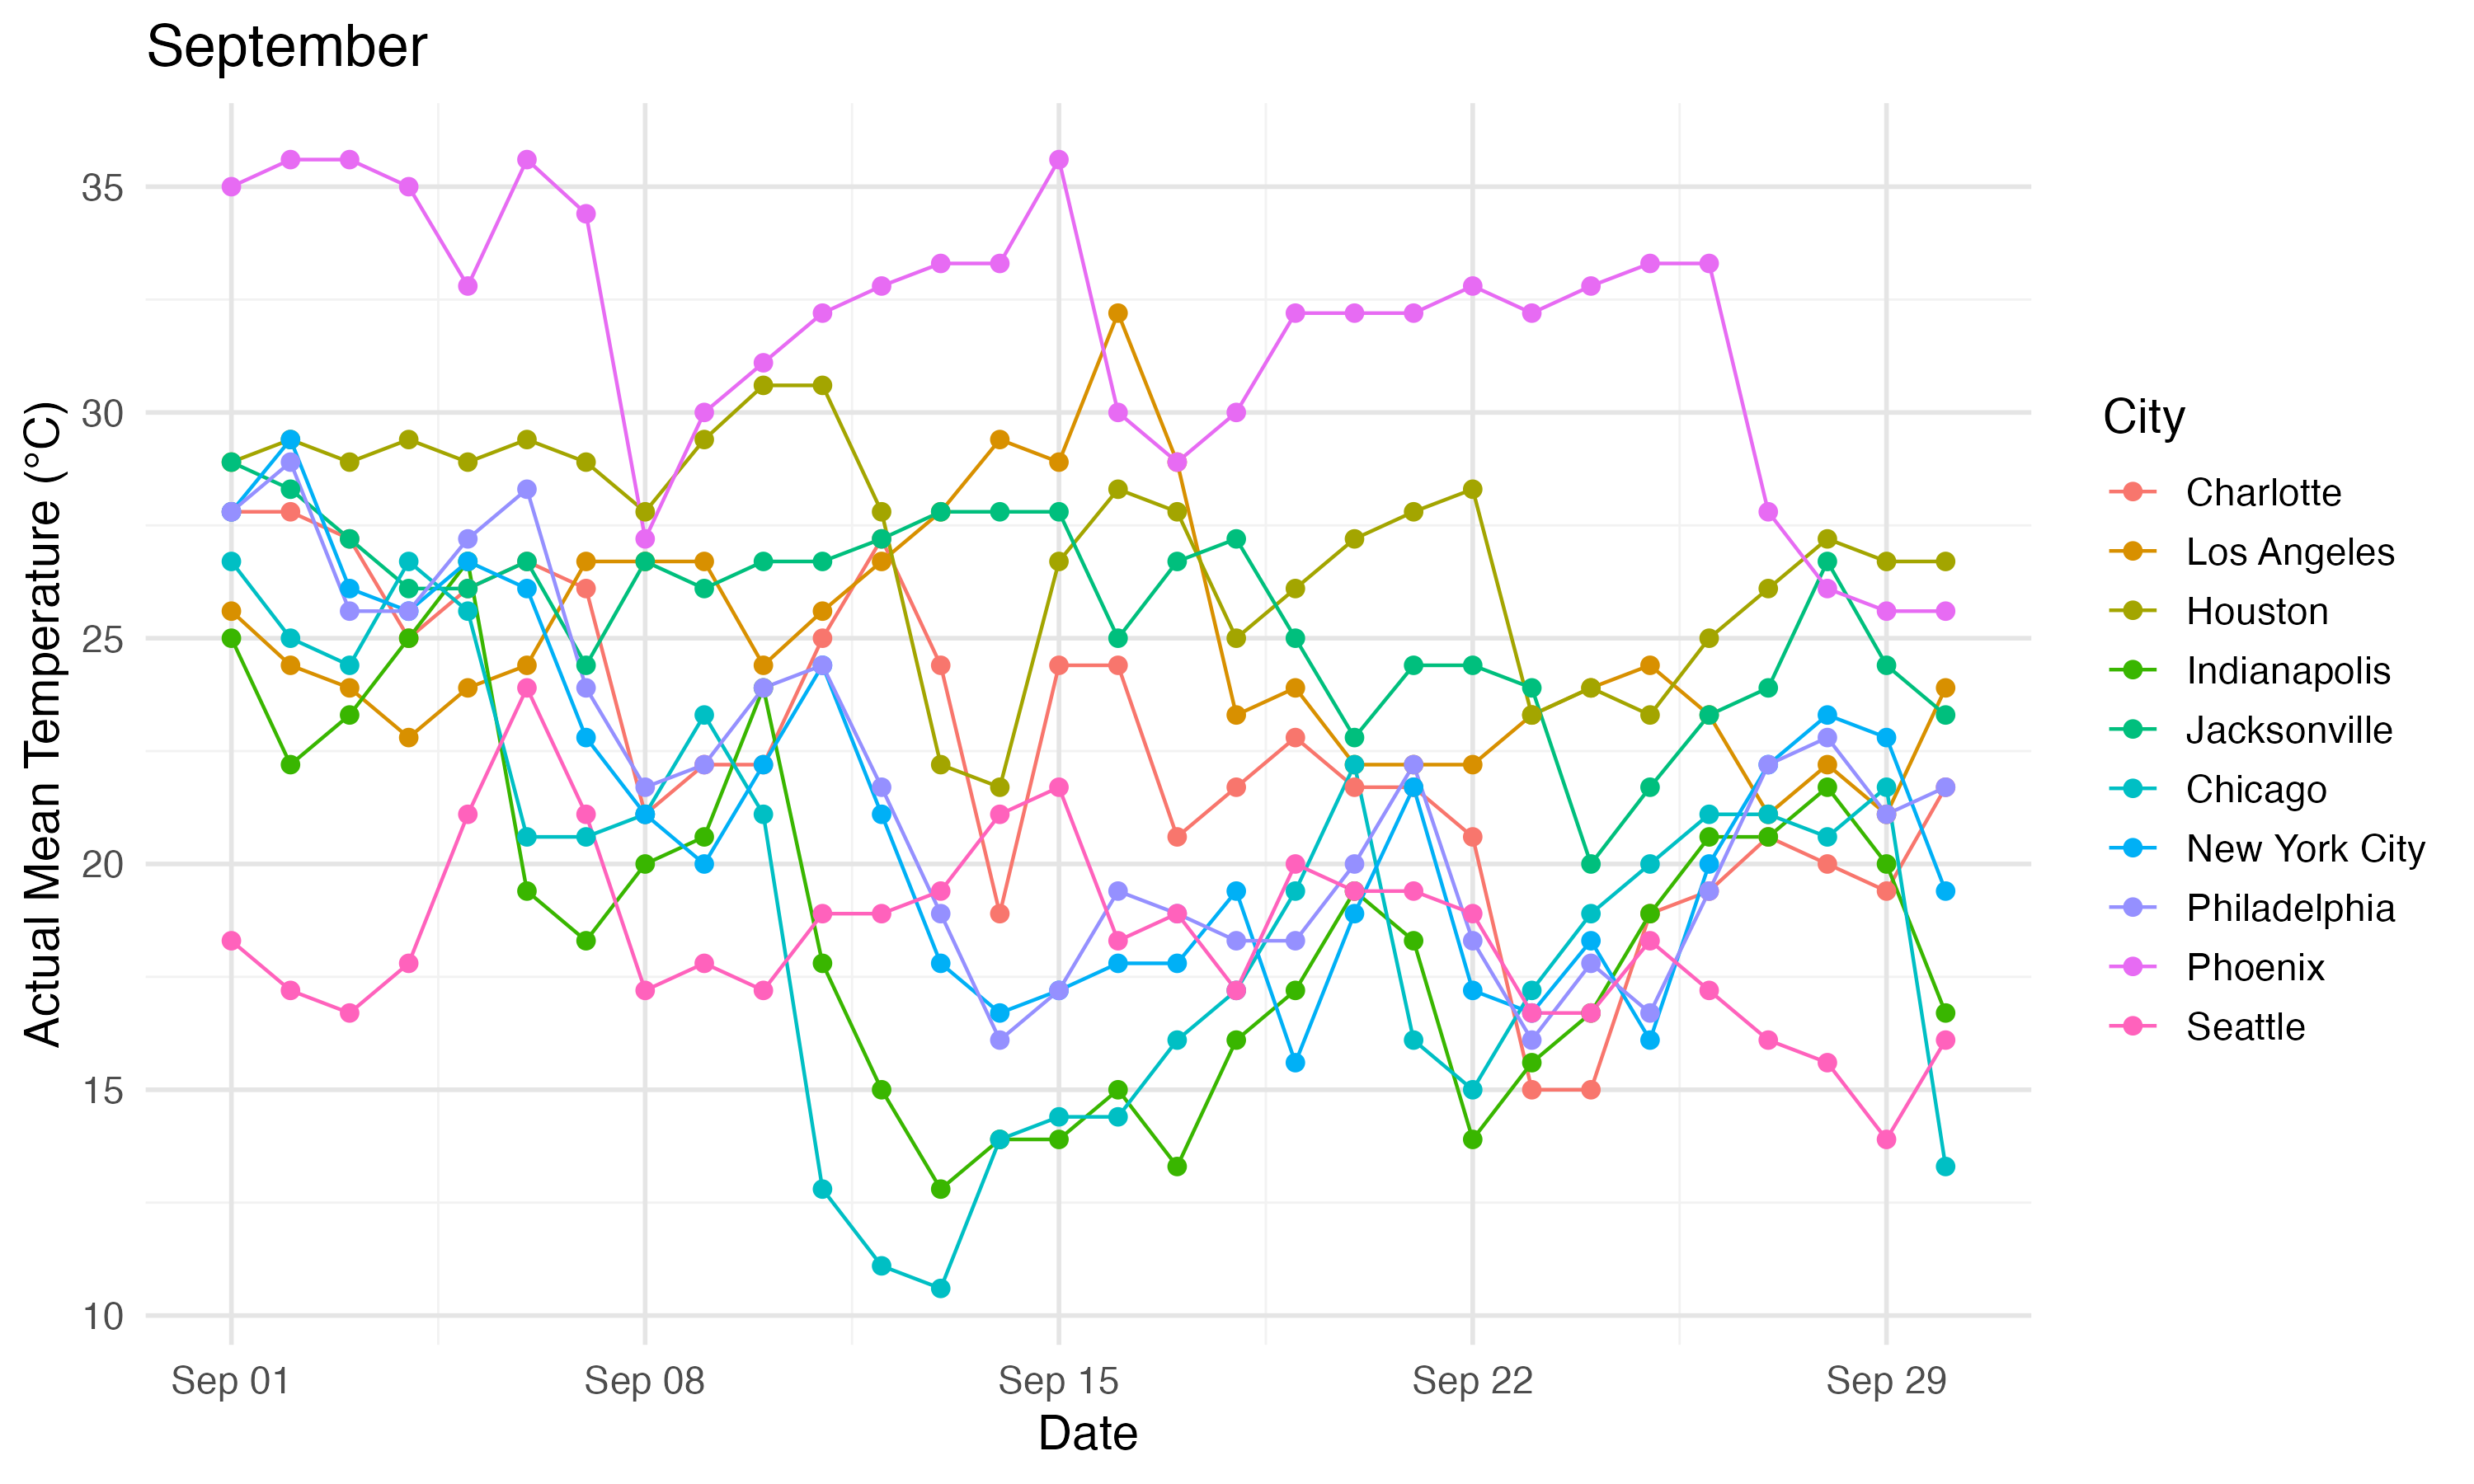 September
Actual Mean Temperature (°C)
35
30
25
20
15
10
Sep 01
Sep 08
Sep 15
Sep 22
Sep 29
Date
City
Charlotte
Los Angeles
Houston
Indianapolis
Jacksonville
Chicago
New York City
Philadelphia
Phoenix
Seattle